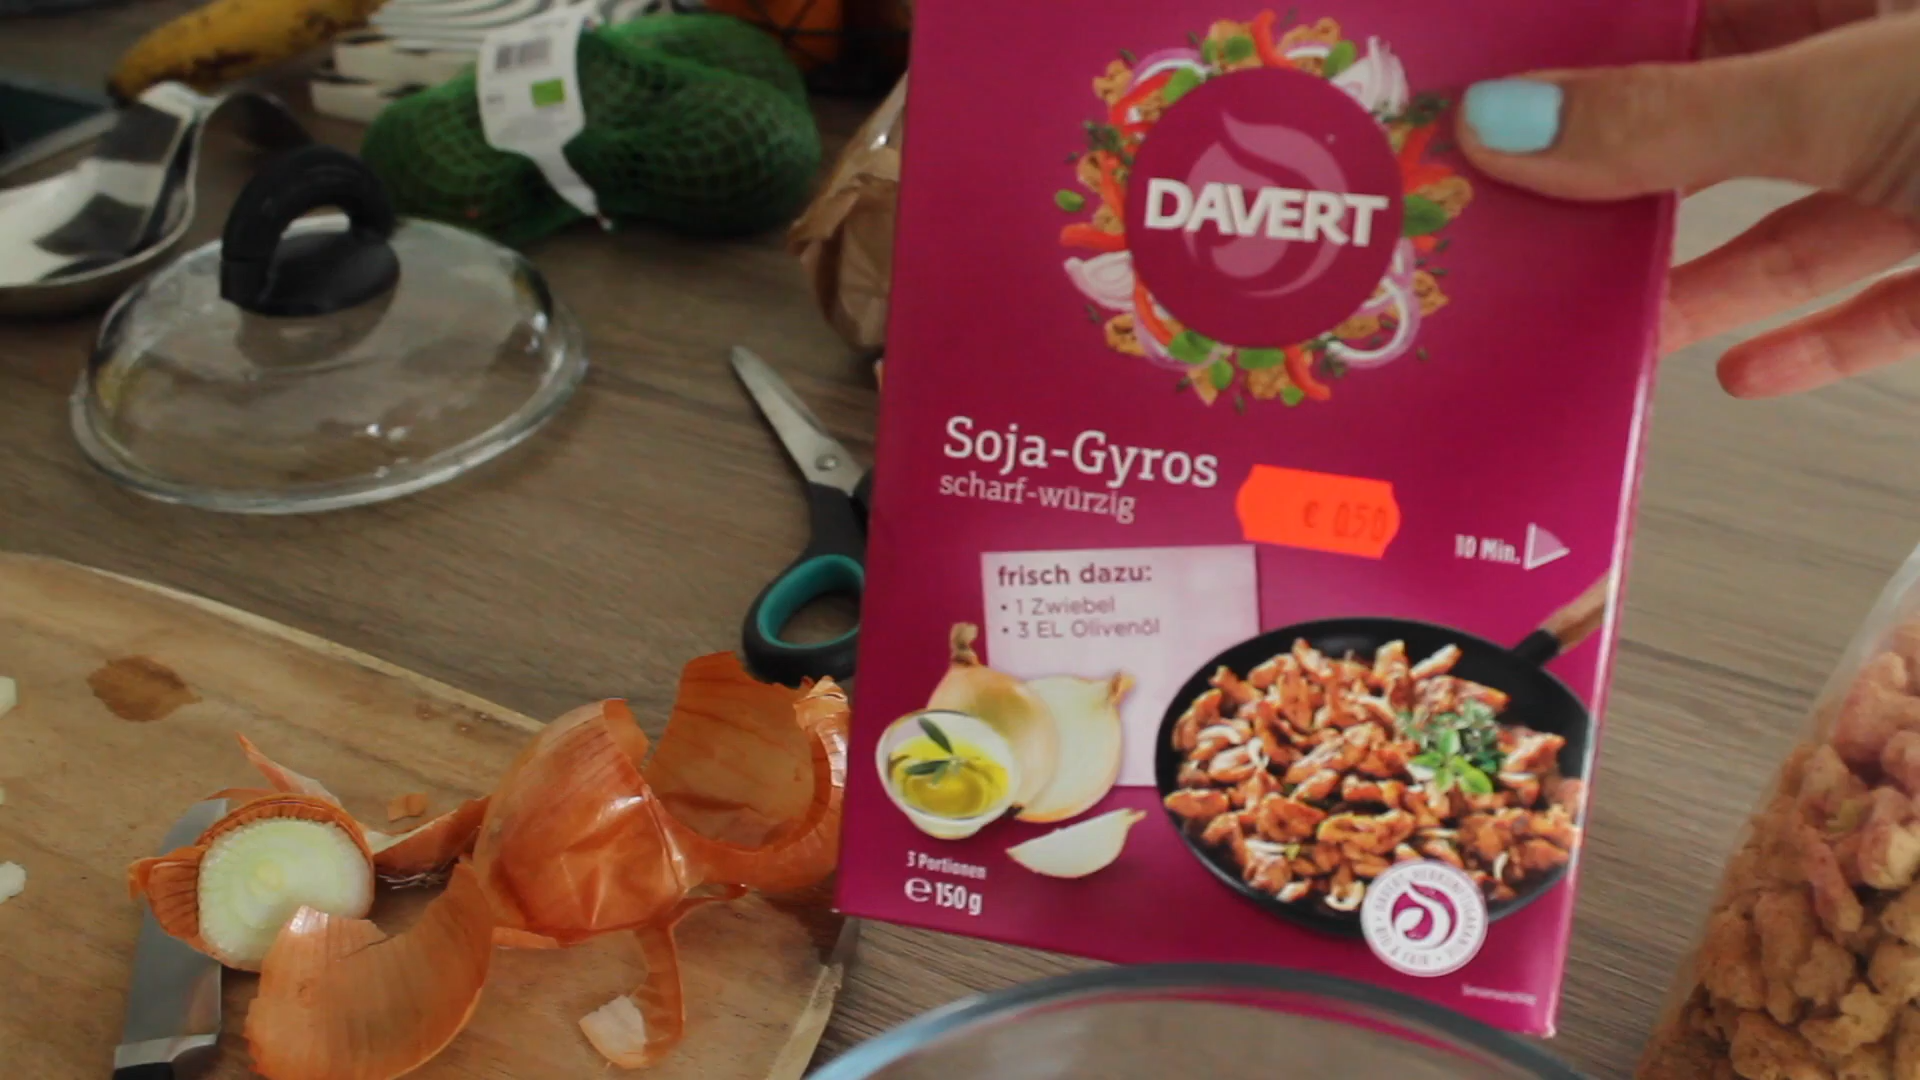 DAVERT
Soja-Gyros
scharf-würzig
€ 0.50
10 Min.
frisch dazu:
• 1 Zwiebel
• 3 EL Olivenöl
3 Portionen
℮ 150 g